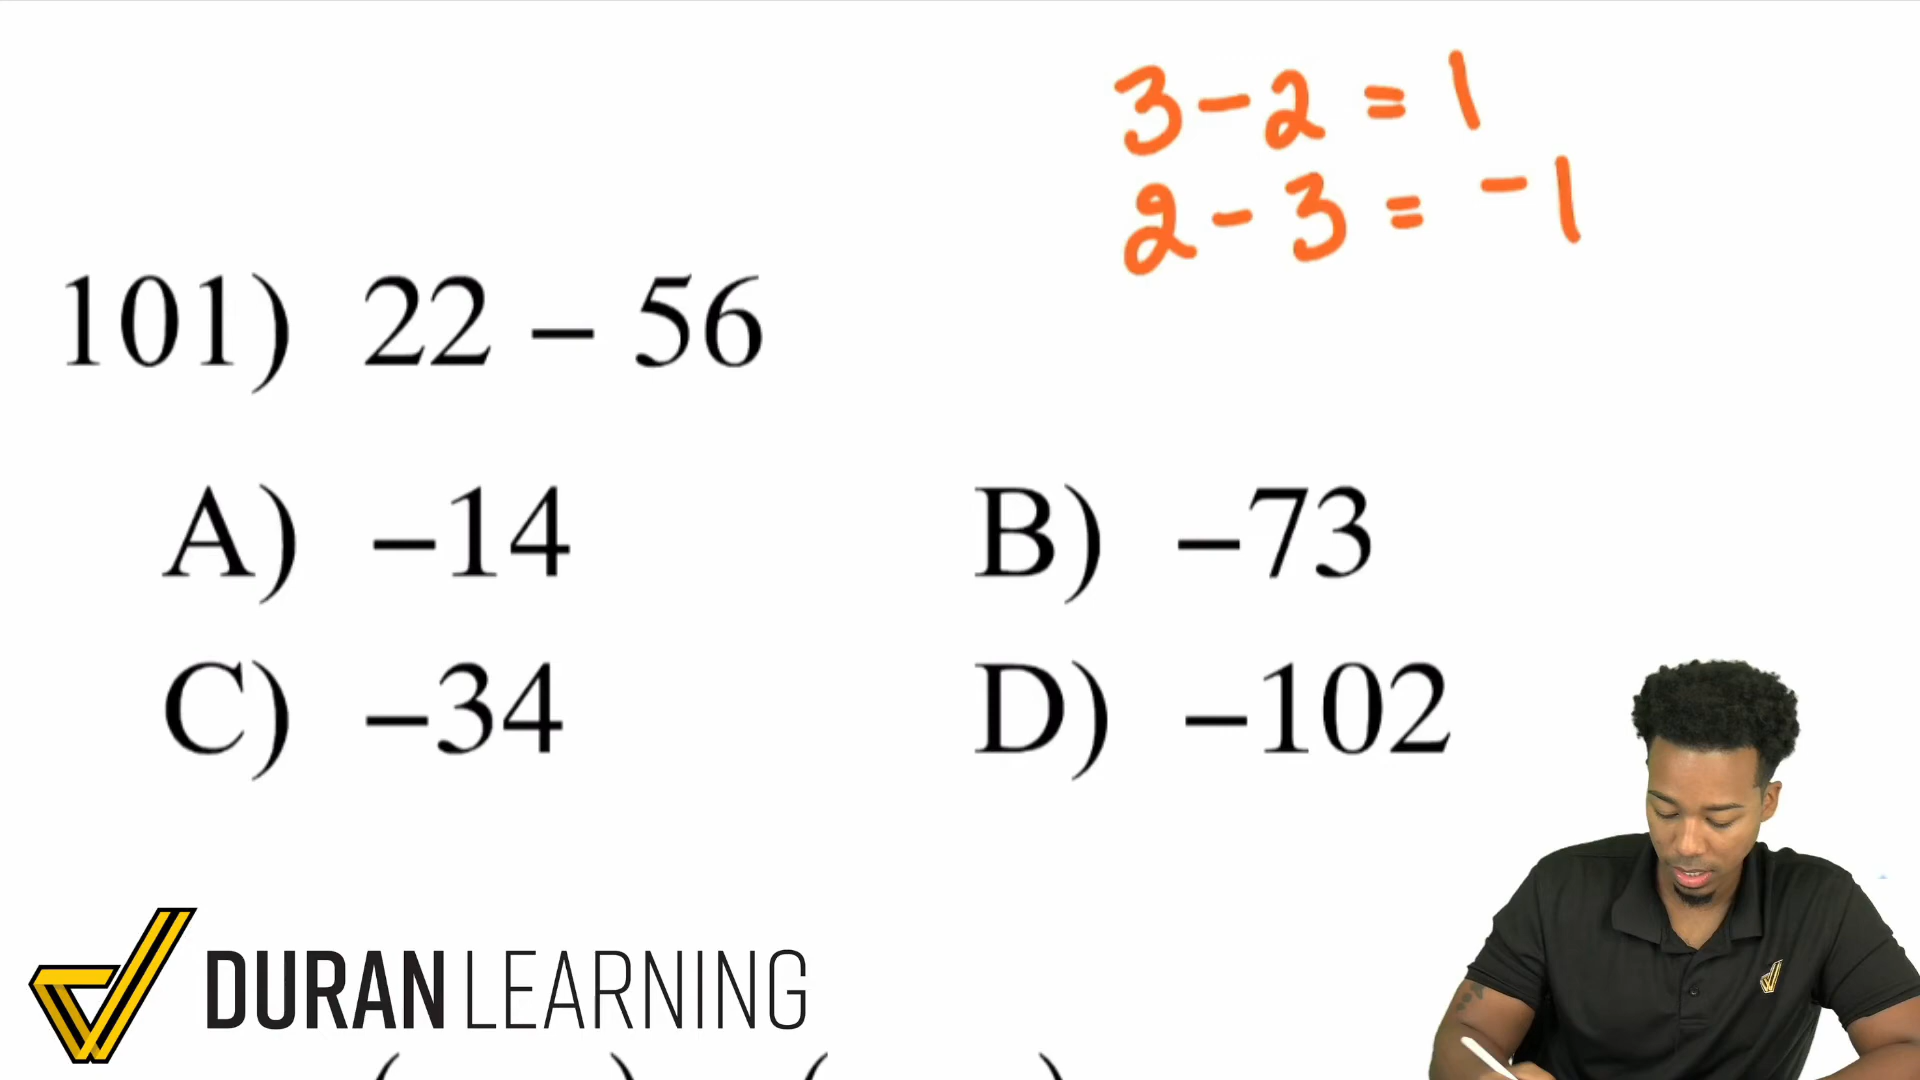 3 - 2 = 1
2 - 3 = -1
101) 22 – 56
A) –14 B) –73
C) –34 D) –102
DURAN LEARNING